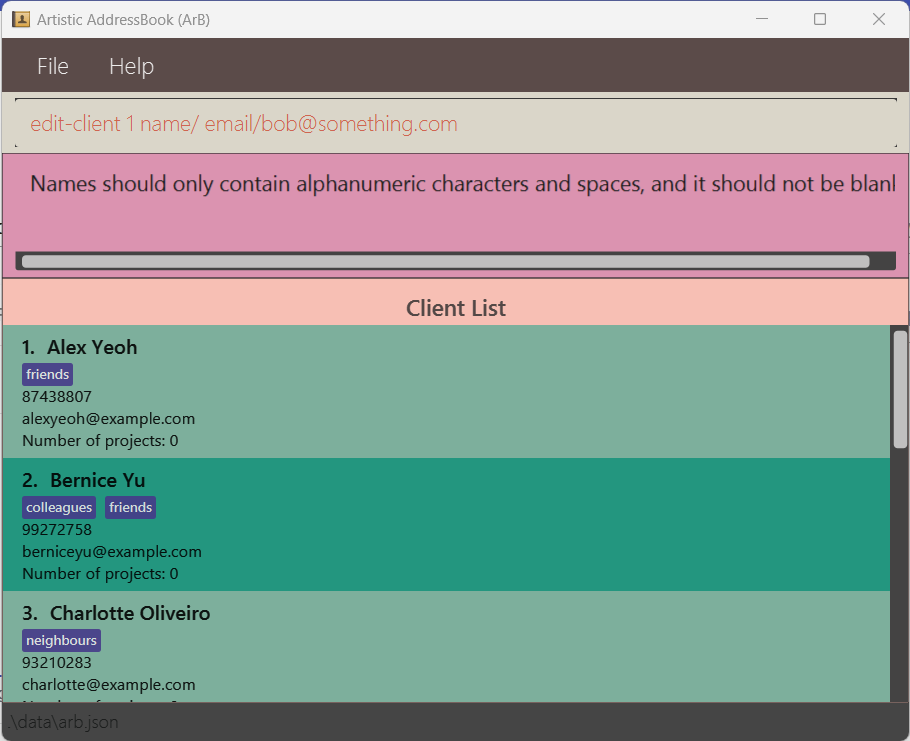 Artistic AddressBook (ArB)
File Help
edit-client 1 name/ email/bob@something.com
Names should only contain alphanumeric characters and spaces, and it should not be
Client List
1. Alex Yeoh
friends
87438807
alexyeoh@example.com
Number of projects: 0
2. Bernice Yu
colleagues friends
99272758
berniceyu@example.com
Number of projects: 0
3. Charlotte Oliveiro
neighbours
93210283
charlotte@example.com
.\data\arb.json